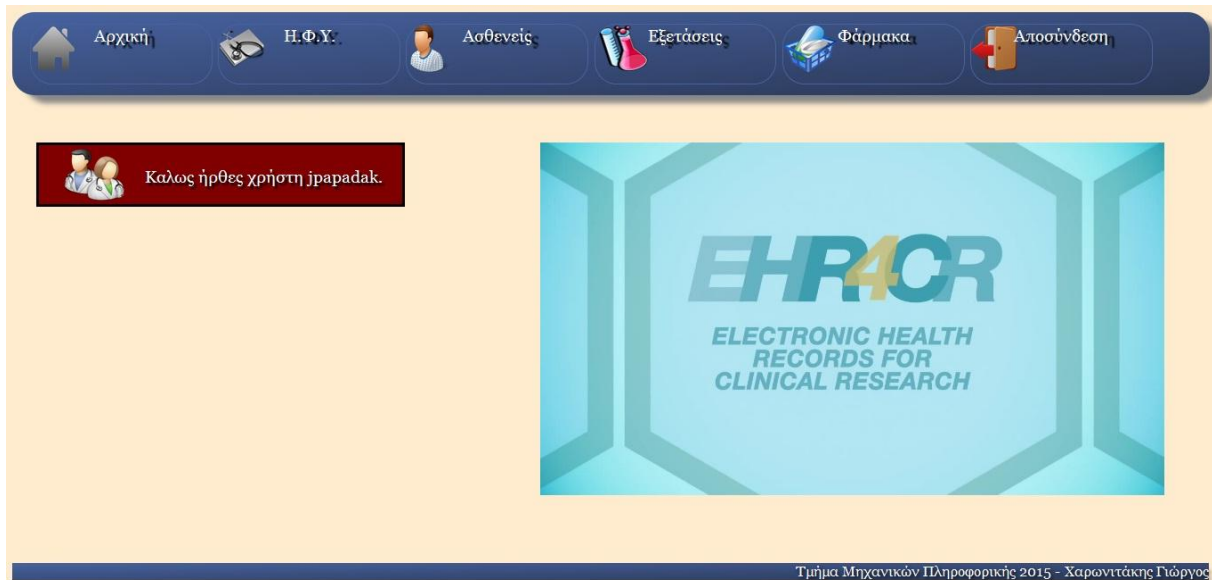 Αρχική
Η.Φ.Υ.
Ασθενείς
Εξετάσεις
Φάρμακα
Αποσύνδεση
Καλως ήρθες χρήστη jpapadak.
EHR4CR
ELECTRONIC HEALTH
RECORDS FOR
CLINICAL RESEARCH
Τμήμα Μηχανικών Πληροφορικής 2015 - Χαρωνιτάκης Γιώργος